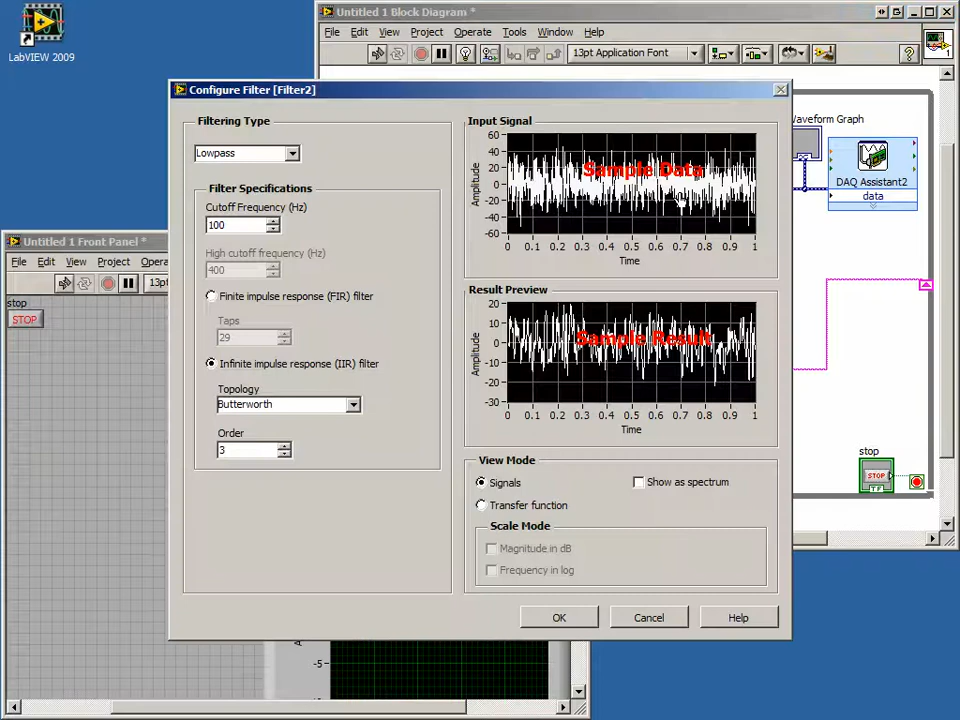 LabVIEW 2009
Untitled 1 Block Diagram *
File Edit View Project Operate Tools Window Help
13pt Application Font
1
Waveform Graph
DAQ Assistant2
data
stop
STOP
TF
Untitled 1 Front Panel *
File Edit View Project Opera
13pt
stop
STOP
-5
Configure Filter [Filter2]
Filtering Type
Lowpass
Filter Specifications
Cutoff Frequency (Hz)
100
High cutoff frequency (Hz)
400
Finite impulse response (FIR) filter
Taps
29
Infinite impulse response (IIR) filter
Topology
Butterworth
Order
3
Input Signal
Sample Data
Amplitude
60
40
20
0
-20
-40
-60
0 0.1 0.2 0.3 0.4 0.5 0.6 0.7 0.8 0.9 1
Time
Result Preview
Sample Result
Amplitude
20
10
0
-10
-20
-30
0 0.1 0.2 0.3 0.4 0.5 0.6 0.7 0.8 0.9 1
Time
View Mode
Signals
Show as spectrum
Transfer function
Scale Mode
Magnitude in dB
Frequency in log
OK Cancel Help